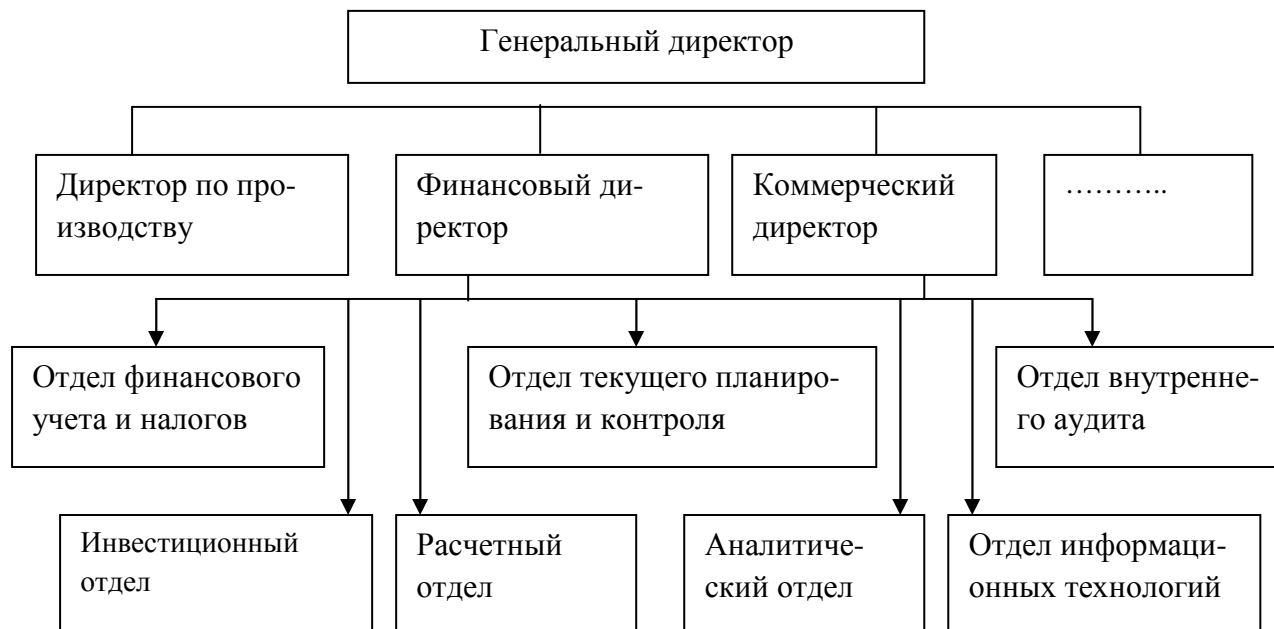 Генеральный директор
Директор по про-
изводству
Финансовый ди-
ректор
Коммерческий
директор
………..
Отдел финансового
учета и налогов
Отдел текущего планиро-
вания и контроля
Отдел внутренне-
го аудита
Инвестиционный
отдел
Расчетный
отдел
Аналитиче-
ский отдел
Отдел информаци-
онных технологий